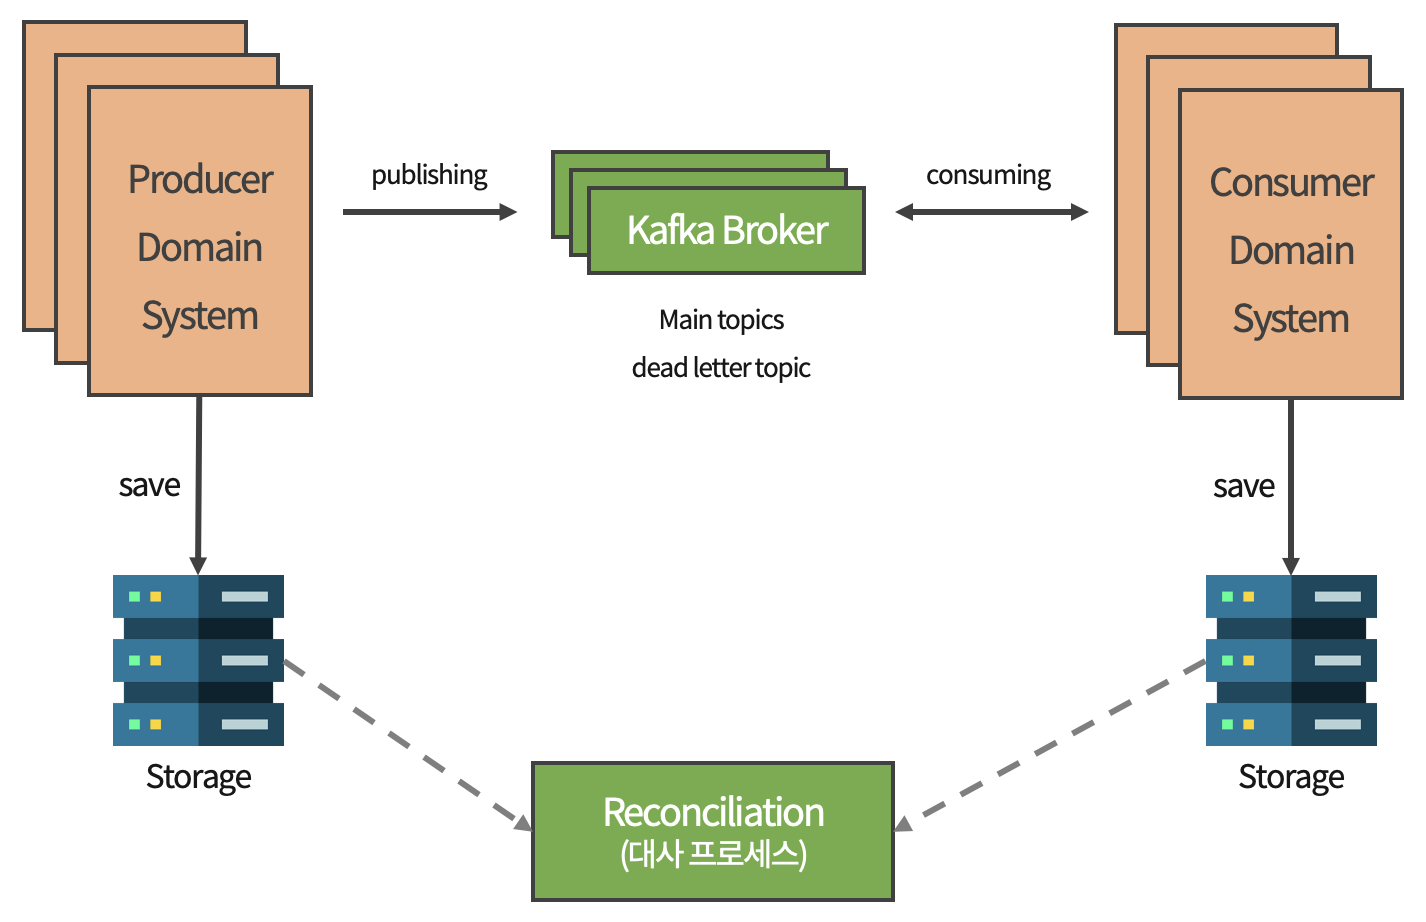 Producer
Domain
System
publishing
Kafka Broker
Main topics
dead letter topic
consuming
Consumer
Domain
System
save
save
Storage
Storage
Reconciliation
(대사 프로세스)